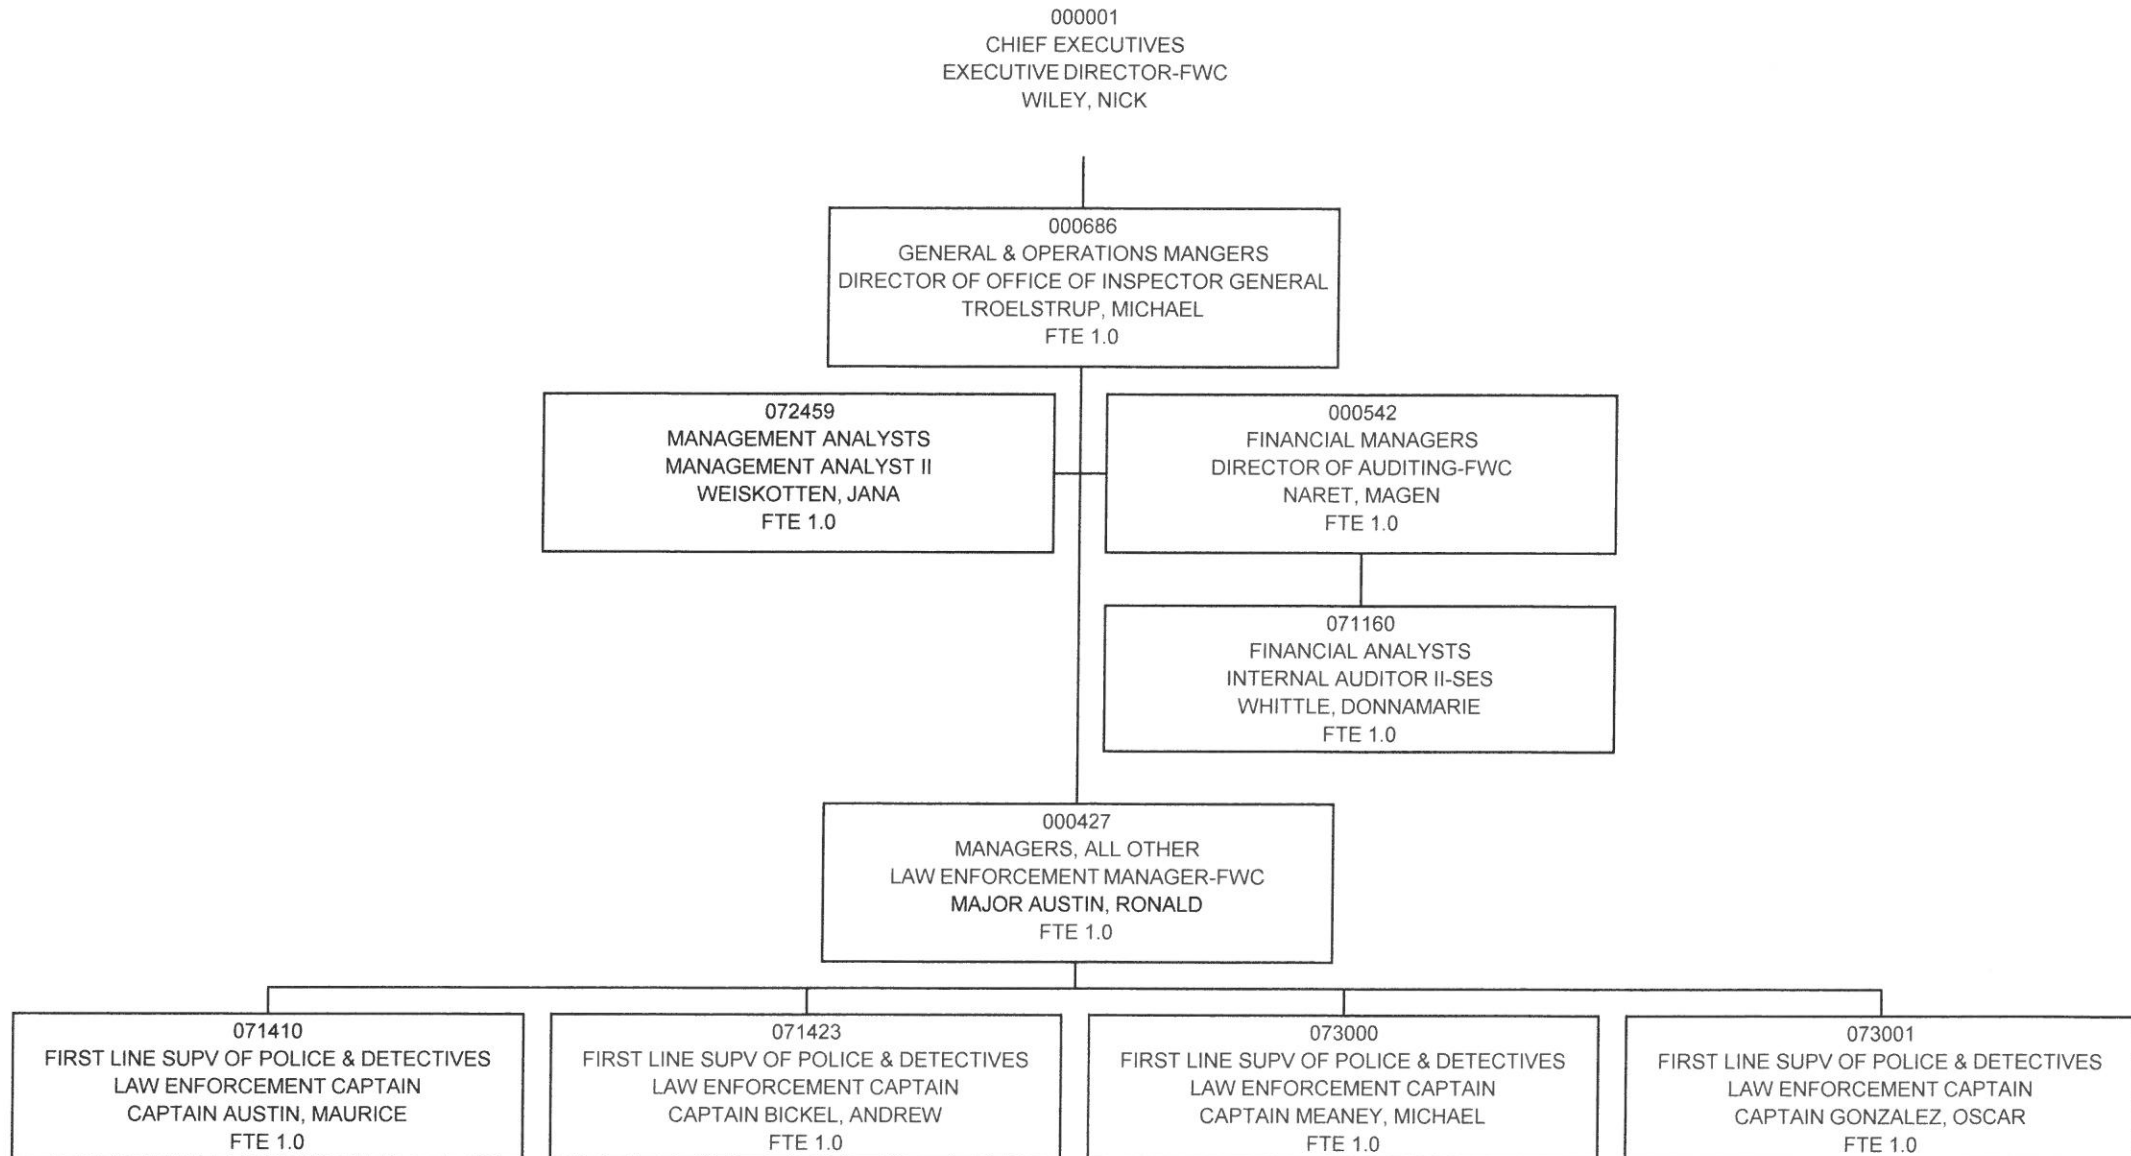 000001
CHIEF EXECUTIVES
EXECUTIVE DIRECTOR-FWC
WILEY, NICK
000686
GENERAL & OPERATIONS MANGERS
DIRECTOR OF OFFICE OF INSPECTOR GENERAL
TROELSTRUP, MICHAEL
FTE 1.0
072459
MANAGEMENT ANALYSTS
MANAGEMENT ANALYST II
WEISKOTTEN, JANA
FTE 1.0
000542
FINANCIAL MANAGERS
DIRECTOR OF AUDITING-FWC
NARET, MAGEN
FTE 1.0
071160
FINANCIAL ANALYSTS
INTERNAL AUDITOR II-SES
WHITTLE, DONNAMARIE
FTE 1.0
000427
MANAGERS, ALL OTHER
LAW ENFORCEMENT MANAGER-FWC
MAJOR AUSTIN, RONALD
FTE 1.0
071410
FIRST LINE SUPV OF POLICE & DETECTIVES
LAW ENFORCEMENT CAPTAIN
CAPTAIN AUSTIN, MAURICE
FTE 1.0
071423
FIRST LINE SUPV OF POLICE & DETECTIVES
LAW ENFORCEMENT CAPTAIN
CAPTAIN BICKEL, ANDREW
FTE 1.0
073000
FIRST LINE SUPV OF POLICE & DETECTIVES
LAW ENFORCEMENT CAPTAIN
CAPTAIN MEANEY, MICHAEL
FTE 1.0
073001
FIRST LINE SUPV OF POLICE & DETECTIVES
LAW ENFORCEMENT CAPTAIN
CAPTAIN GONZALEZ, OSCAR
FTE 1.0